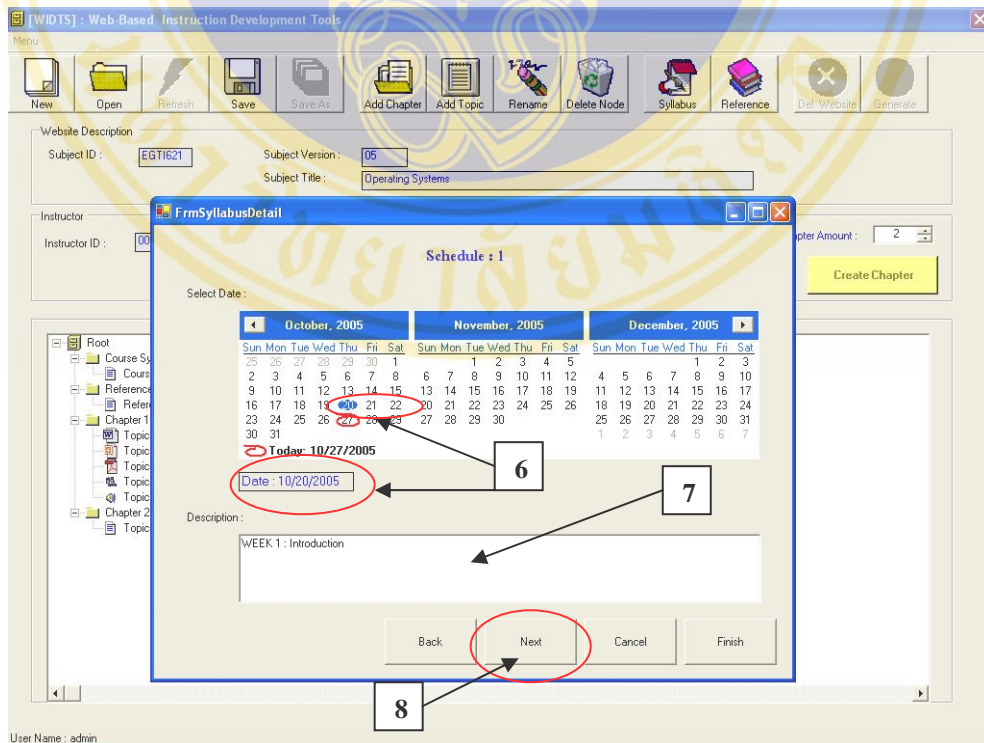 [WIDTS] : Web-Based Instruction Development Tools
Menu
New Open Refresh Save Save As Add Chapter Add Topic Rename Delete Node Syllabus Reference Del Website Generate
Website Description
Subject ID : EGTI621 Subject Version : 05
Subject Title : Operating Systems
Instructor
Instructor ID : 00
pter Amount : 2
Create Chapter
FrmSyllabusDetail
Schedule : 1
Select Date :
October, 2005 November, 2005 December, 2005
Sun Mon Tue Wed Thu Fri Sat Sun Mon Tue Wed Thu Fri Sat Sun Mon Tue Wed Thu Fri Sat
25 26 27 28 29 30 1 1 2 3 4 5 1 2 3
2 3 4 5 6 7 8 6 7 8 9 10 11 12 4 5 6 7 8 9 10
9 10 11 12 13 14 15 13 14 15 16 17 18 19 11 12 13 14 15 16 17
16 17 18 19 20 21 22 20 21 22 23 24 25 26 18 19 20 21 22 23 24
23 24 25 26 27 28 29 27 28 29 30 25 26 27 28 29 30 31
30 31 1 2 3 4 5 6 7
Today: 10/27/2005
6
Date : 10/20/2005
7
Description :
WEEK 1 : Introduction
Back Next Cancel Finish
8
Root
Course Sy
Cours
Reference
Refer
Chapter 1
Topic
Topic
Topic
Topic
Topic
Chapter 2
Topic
User Name : admin